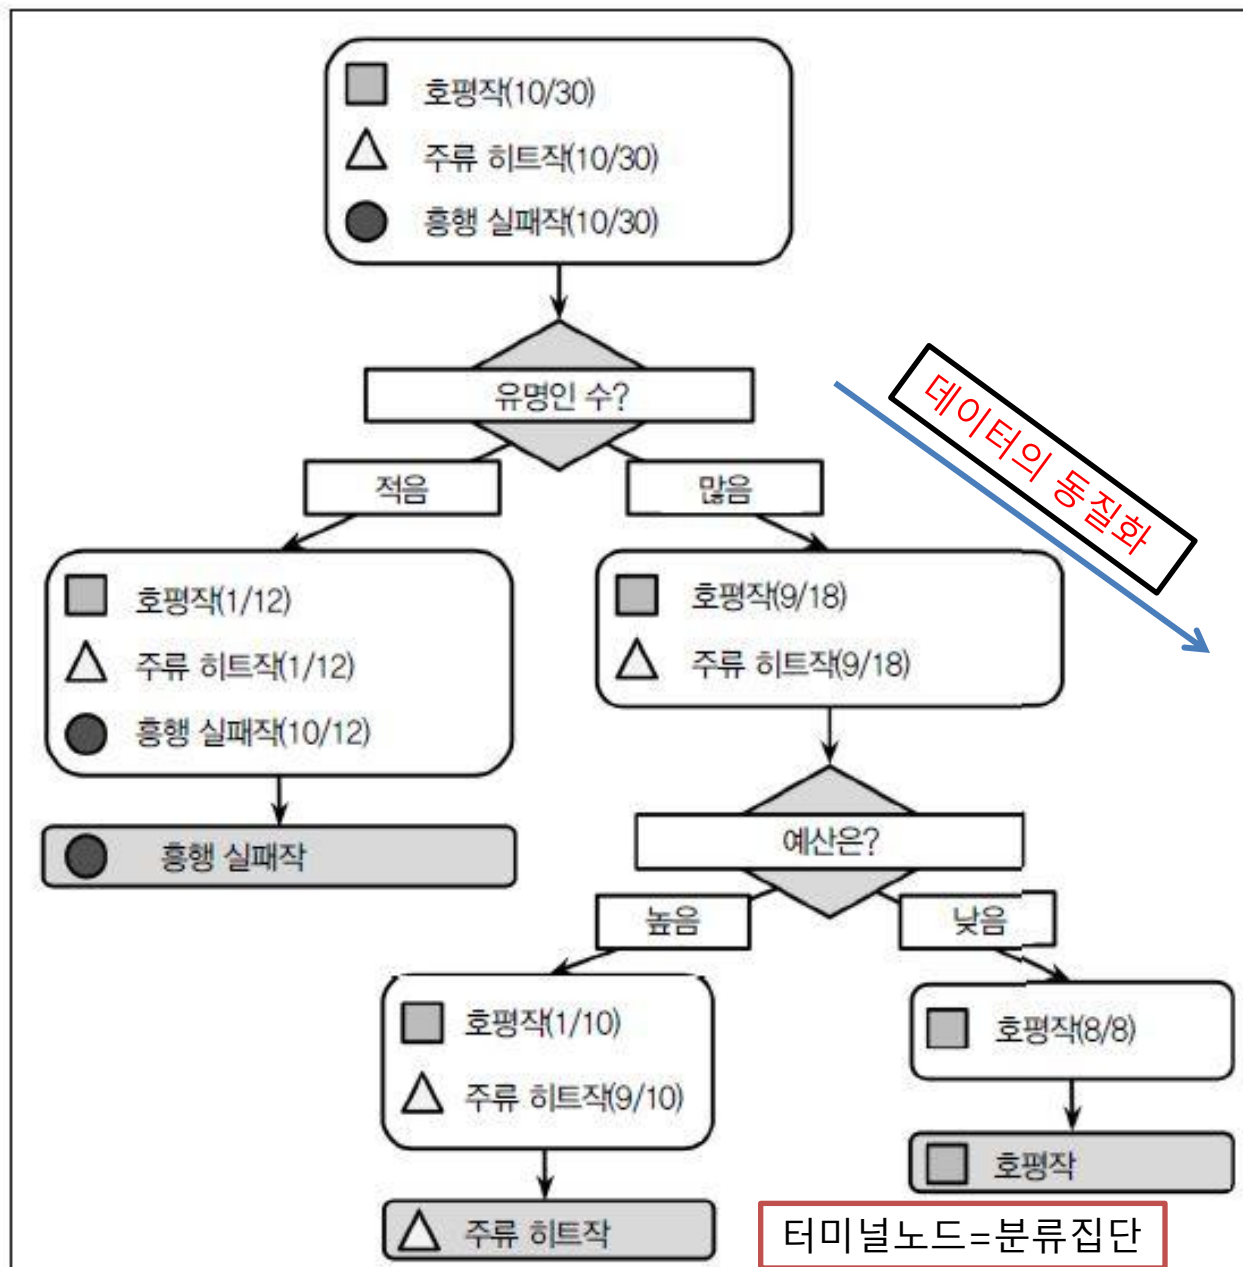 호평작(10/30)
주류 히트작(10/30)
흥행 실패작(10/30)
유명인 수?
적음
많음
데이터의 동질화
호평작(1/12)
주류 히트작(1/12)
흥행 실패작(10/12)
호평작(9/18)
주류 히트작(9/18)
흥행 실패작
예산은?
높음
낮음
호평작(1/10)
주류 히트작(9/10)
호평작(8/8)
호평작
주류 히트작
터미널노드=분류집단